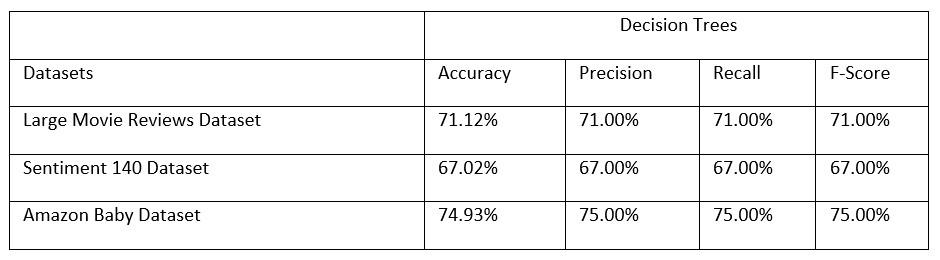 Decision Trees
Datasets Accuracy Precision Recall F-Score
Large Movie Reviews Dataset 71.12% 71.00% 71.00% 71.00%
Sentiment 140 Dataset 67.02% 67.00% 67.00% 67.00%
Amazon Baby Dataset 74.93% 75.00% 75.00% 75.00%